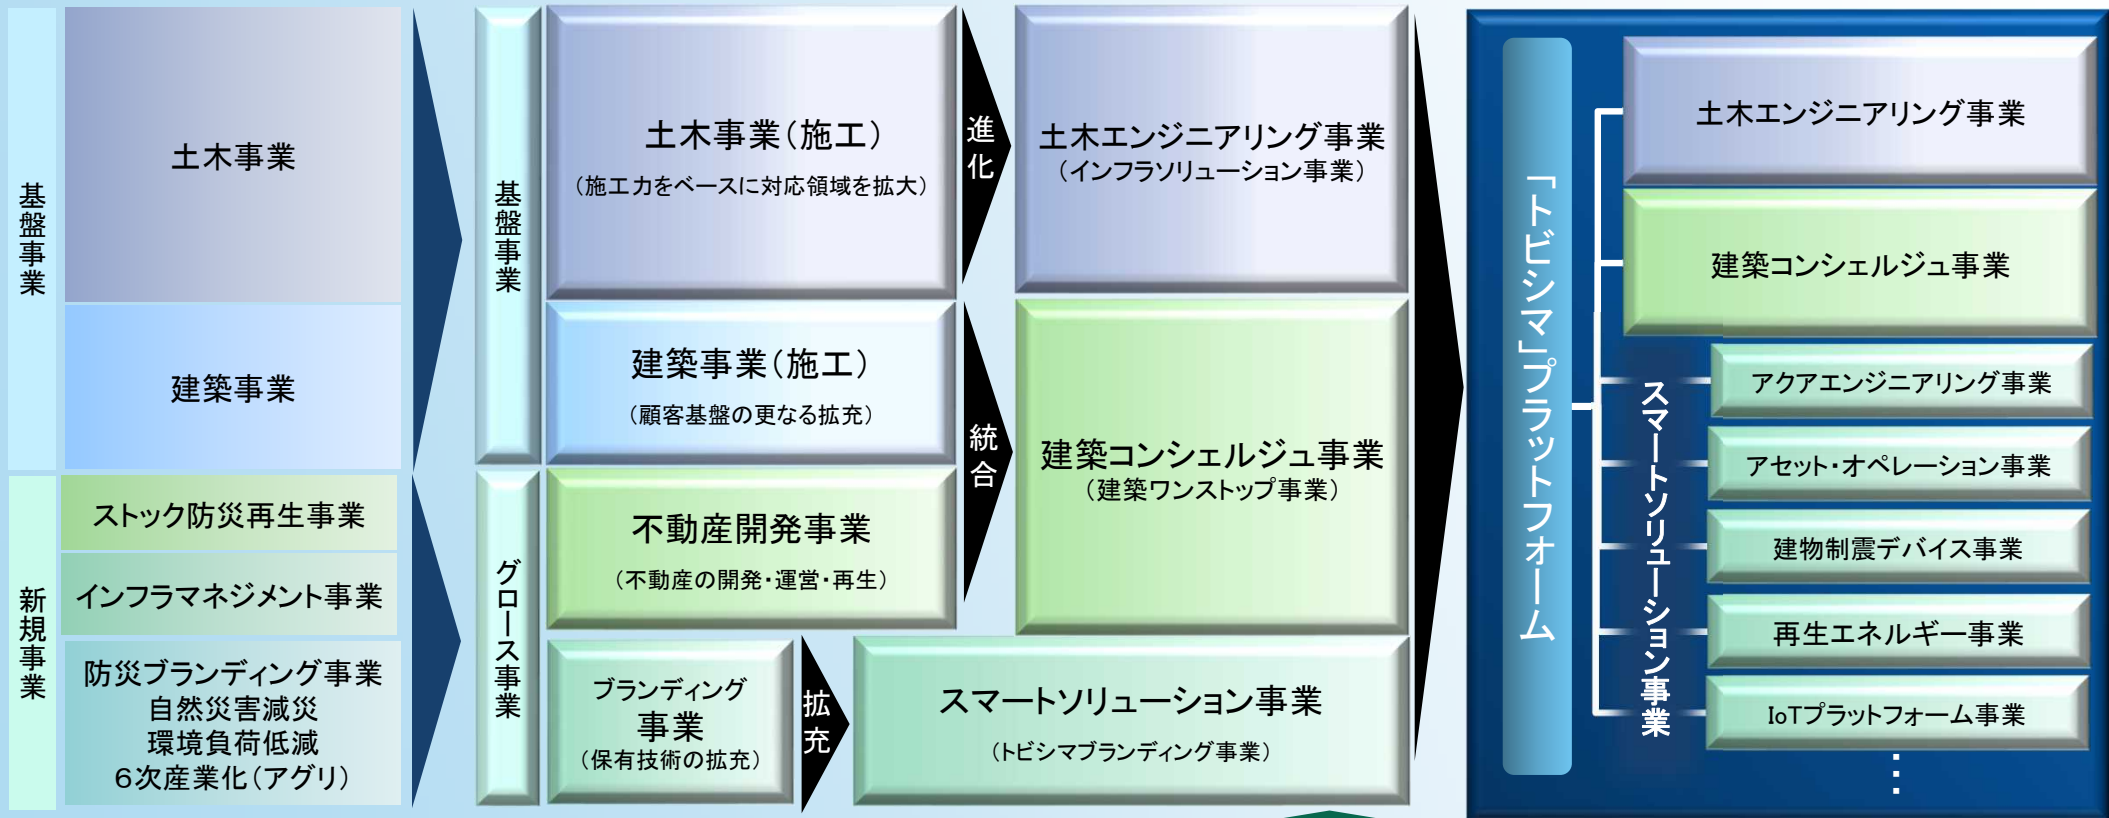 基盤事業
土木事業
建築事業
新規事業
ストック防災再生事業
インフラマネジメント事業
防災ブランディング事業
自然災害減災
環境負荷低減
６次産業化（アグリ）
基盤事業
土木事業（施工）
（施工力をベースに対応領域を拡大）
建築事業（施工）
（顧客基盤の更なる拡充）
グロース事業
不動産開発事業
（不動産の開発・運営・再生）
ブランディング
事業
（保有技術の拡充）
進化
統合
拡充
土木エンジニアリング事業
（インフラソリューション事業）
建築コンシェルジュ事業
（建築ワンストップ事業）
スマートソリューション事業
（トビシマブランディング事業）
「トビシマ」プラットフォーム
土木エンジニアリング事業
建築コンシェルジュ事業
スマートソリューション事業
アクアエンジニアリング事業
アセット・オペレーション事業
建物制震デバイス事業
再生エネルギー事業
IoTプラットフォーム事業
⋮